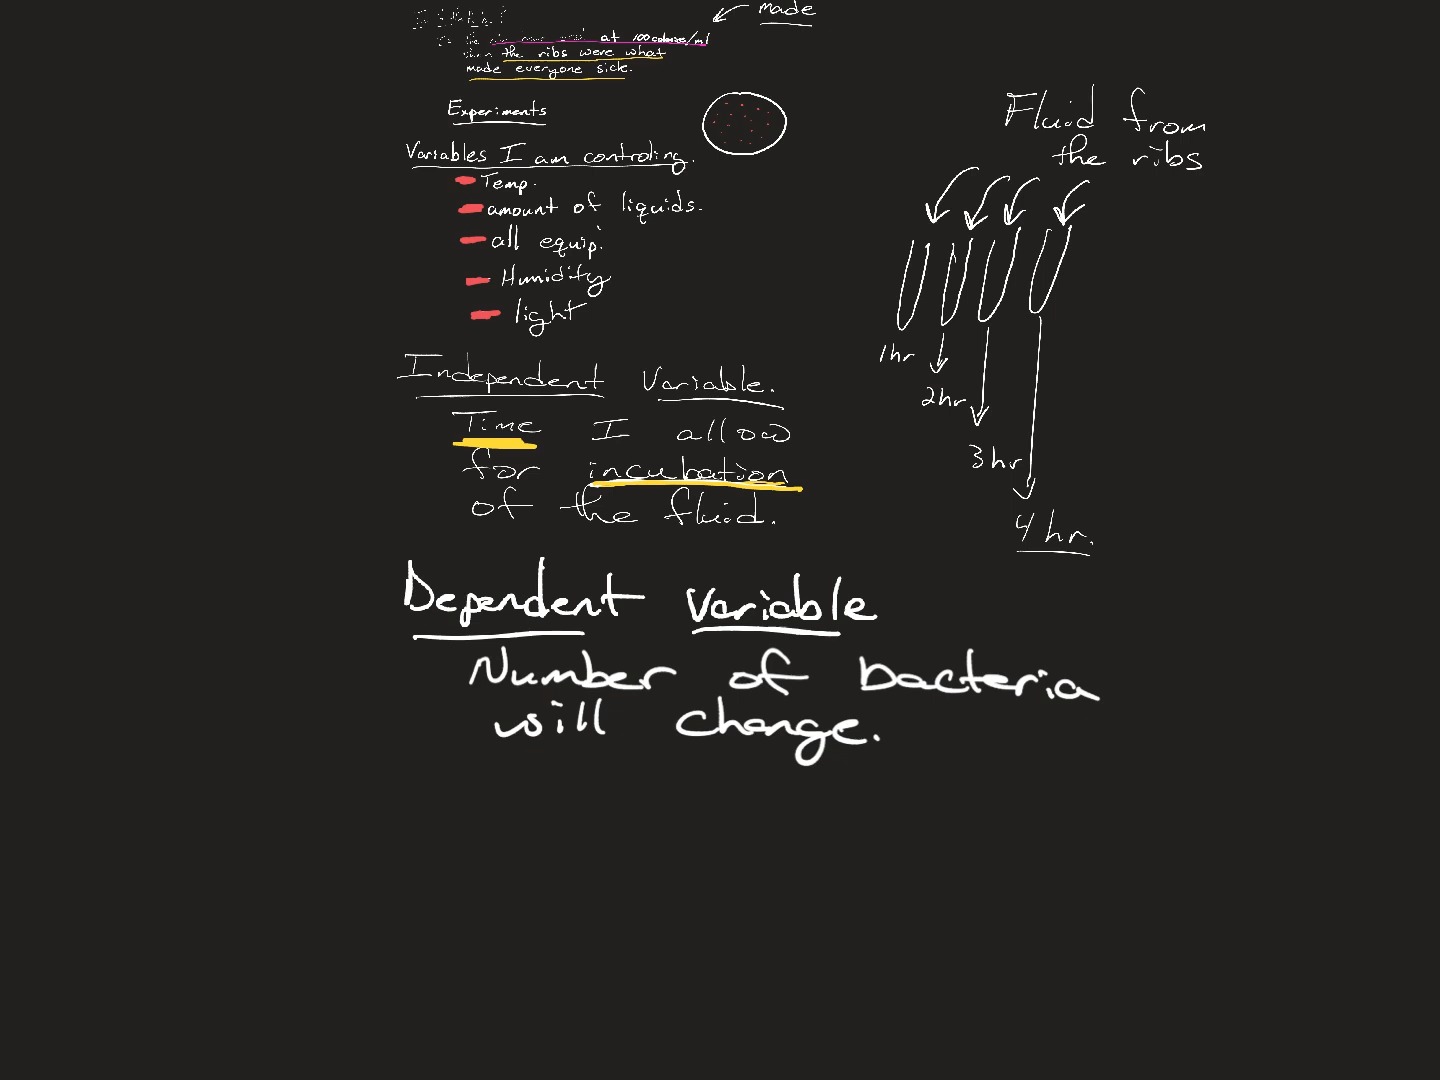 made
at 100 colonies/ml
the ribs were what
made everyone sick.
Experiments
Variables I am controling.
Temp.
amount of liquids.
all equip.
Humidity
light
Fluid from
the ribs
1hr
2hr
3hr
4hr.
Independent Variable.
Time I allow
for incubation
of the fluid.
Dependent Variable
Number of bacteria
will change.